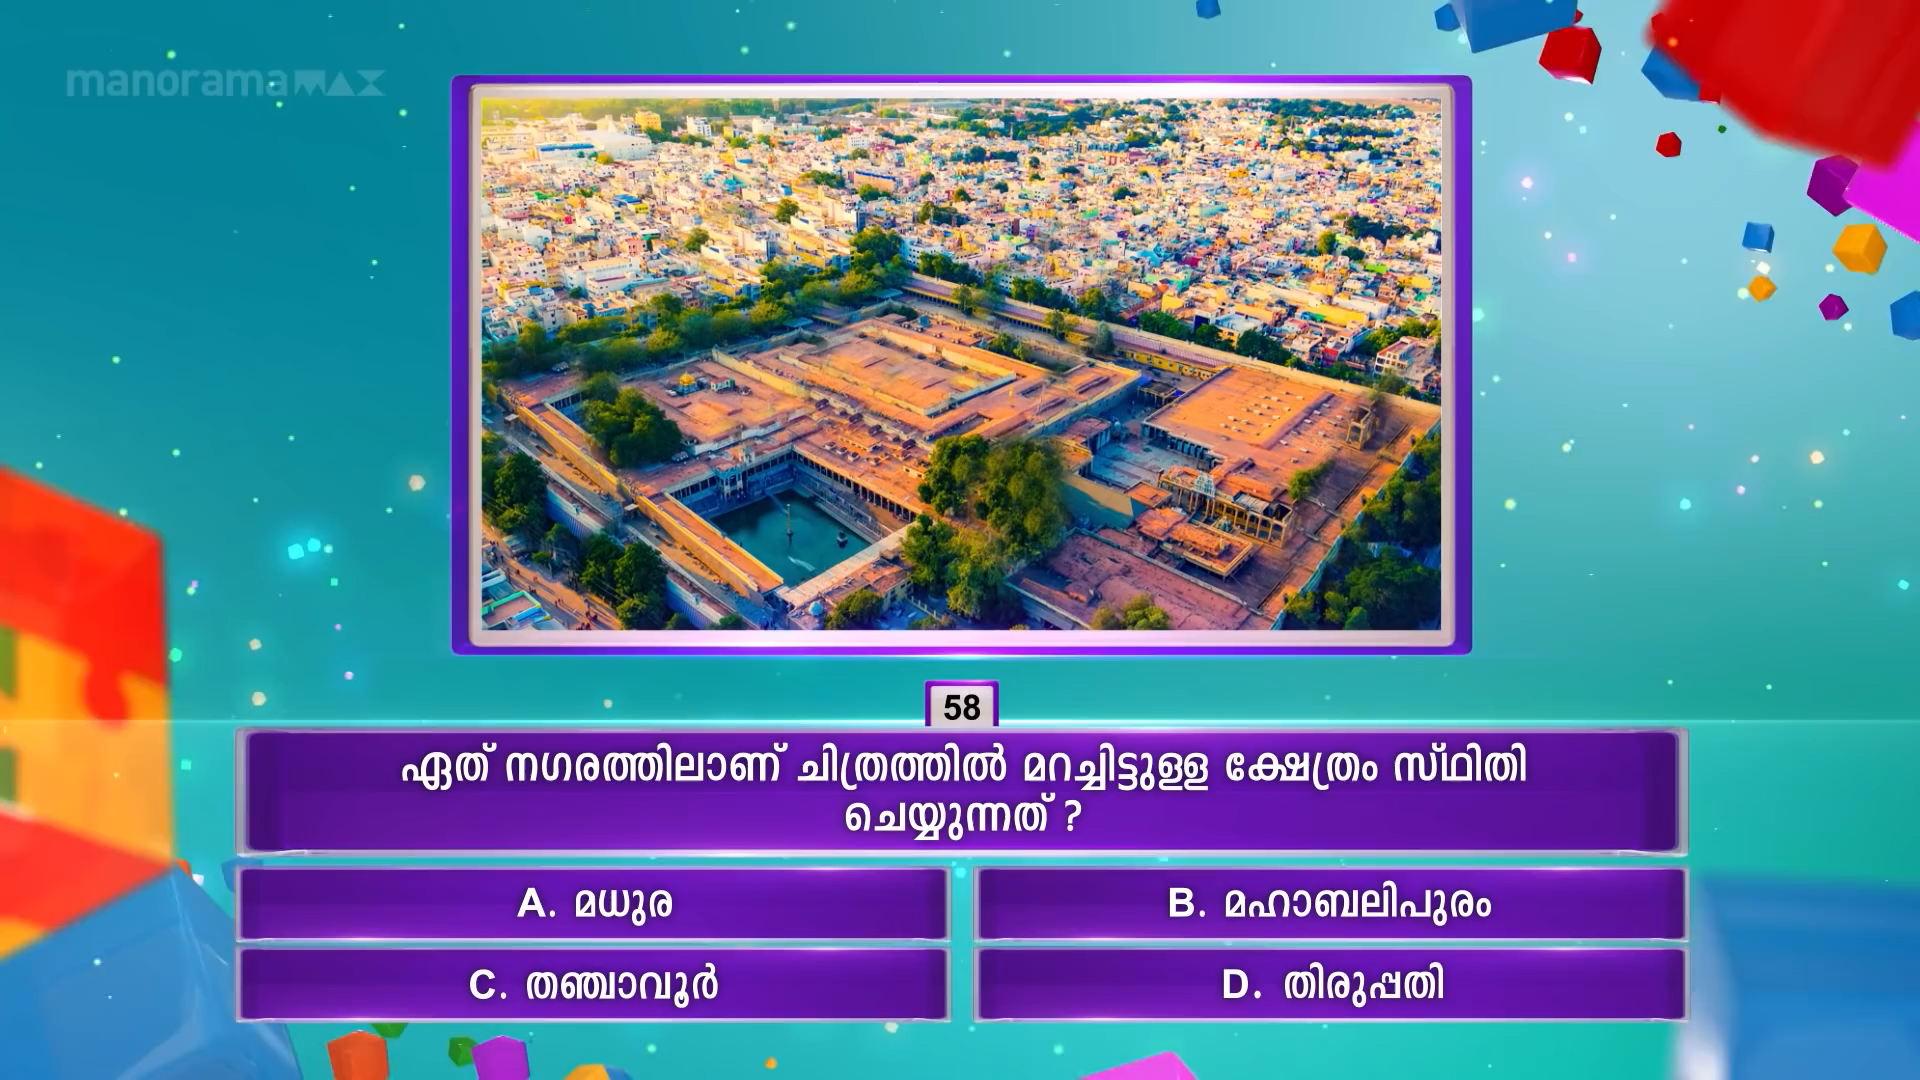 manorama MAX
58
ഏത് നഗരത്തിലാണ് ചിത്രത്തിൽ മറച്ചിട്ടുള്ള ക്ഷേത്രം സ്ഥിതി
ചെയ്യുന്നത് ?
A. മധുര
B. മഹാബലിപുരം
C. തഞ്ചാവൂർ
D. തിരുപ്പതി